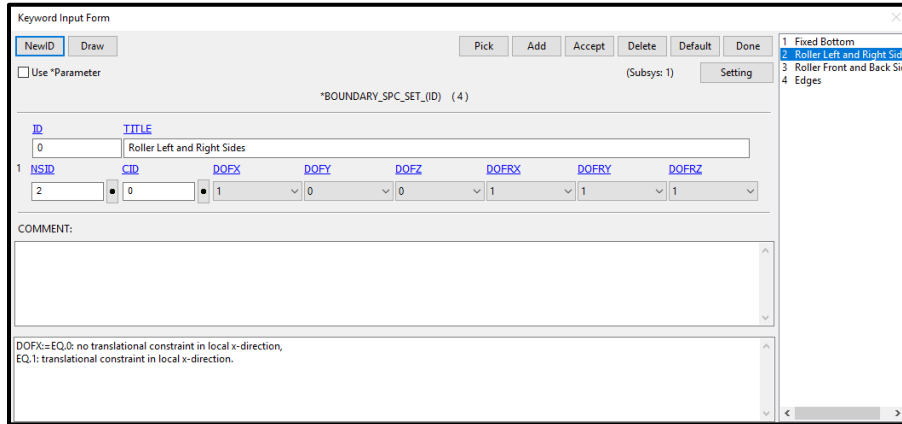 Keyword Input Form
NewID Draw Pick Add Accept Delete Default Done
Use *Parameter (Subsys: 1) Setting
*BOUNDARY_SPC_SET_(ID) (4)
ID TITLE
0 Roller Left and Right Sides
1 NSID CID DOFX DOFY DOFZ DOFRX DOFRY DOFRZ
2 0 1 0 0 1 1 1
COMMENT:
DOFX:=EQ.0: no translational constraint in local x-direction,
EQ.1: translational constraint in local x-direction.
1 Fixed Bottom
2 Roller Left and Right Sid
3 Roller Front and Back Si
4 Edges